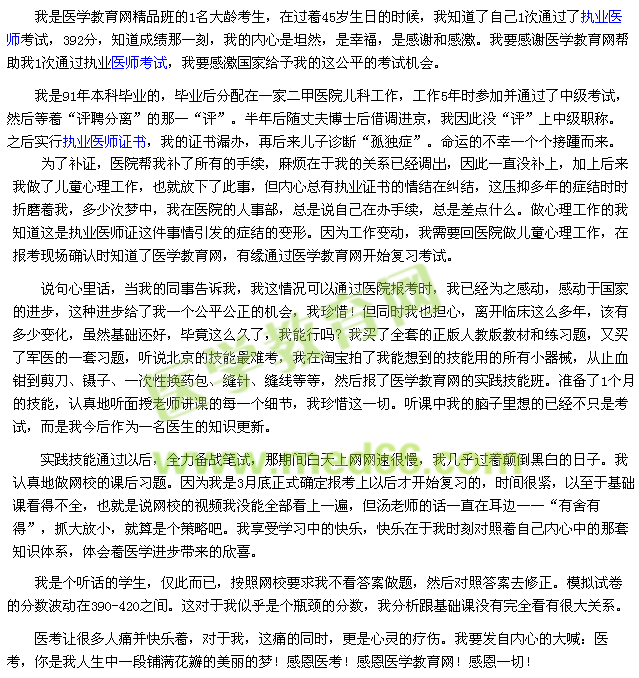 我是医学教育网精品班的1名大龄考生，在过着45岁生日的时候，我知道了自己1次通过了执业医
师考试，392分，知道成绩那一刻，我的内心是坦然，是幸福，是感谢和感激。我要感谢医学教育网帮
助我1次通过执业医师考试，我要感激国家给予我的这公平的考试机会。
我是91年本科毕业的，毕业后分配在一家二甲医院儿科工作，工作5年时参加并通过了中级考试，
然后等着“评聘分离”的那一“评”。半年后随丈夫博士后借调进京，我因此没“评”上中级职称。
之后实行执业医师证书，我的证书漏办，再后来儿子诊断“孤独症”。命运的不幸一个个接踵而来。
为了补证，医院帮我补了所有的手续，麻烦在于我的关系已经调出，因此一直没补上，加上后来
我做了儿童心理工作，也就放下了此事，但内心总有执业证书的情结在纠结，这压抑多年的症结时时
折磨着我，多少次梦中，我在医院的人事部，总是说自己在办手续，总是差点什么。做心理工作的我
知道这是执业医师证这件事情引发的症结的变形。因为工作变动，我需要回医院做儿童心理工作，在
报考现场确认时知道了医学教育网，有缘通过医学教育网开始复习考试。
说句心里话，当我的同事告诉我，我这情况可以通过医院报考时，我已经为之感动，感动于国家
的进步，这种进步给了我一个公平公正的机会，我珍惜！但同时我也担心，离开临床这么多年，该有
多少变化，虽然基础还好，毕竟这么久了，我能行吗？我买了全套的正版人教版教材和练习题，又买
了军医的一套习题，听说北京的技能最难考，我在淘宝拍了我能想到的技能用的所有小器械，从止血
钳到剪刀、镊子、一次性换药包、缝针、缝线等等，然后报了医学教育网的实践技能班。准备了1个月
的技能，认真地听面授老师讲课的每一个细节，我珍惜这一切。听课中我的脑子里想的已经不只是考
试，而是我今后作为一名医生的知识更新。
实践技能通过以后，全力备战笔试。那期间白天上网网速很慢，我几乎过着颠倒黑白的日子。我
认真地做网校的课后习题。因为我是3月底正式确定报考上以后才开始复习的，时间很紧，以至于基础
课看得不全，也就是说网校的视频我没能全部看上一遍，但汤老师的话一直在耳边——“有舍有
得”，抓大放小，就算是个策略吧。我享受学习中的快乐，快乐在于我时刻对照着自己内心中的那套
知识体系，体会着医学进步带来的欣喜。
我是个听话的学生，仅此而已，按照网校要求我不看答案做题，然后对照答案去修正。模拟试卷
的分数波动在390-420之间。这对于我似乎是个瓶颈的分数，我分析跟基础课没有完全看有很大关系。
医考让很多人痛并快乐着，对于我，这痛的同时，更是心灵的疗伤。我要发自内心的大喊：医
考，你是我人生中一段铺满花瓣的美丽的梦！感恩医考！感恩医学教育网！感恩一切！
医学教育网
www.med66.com